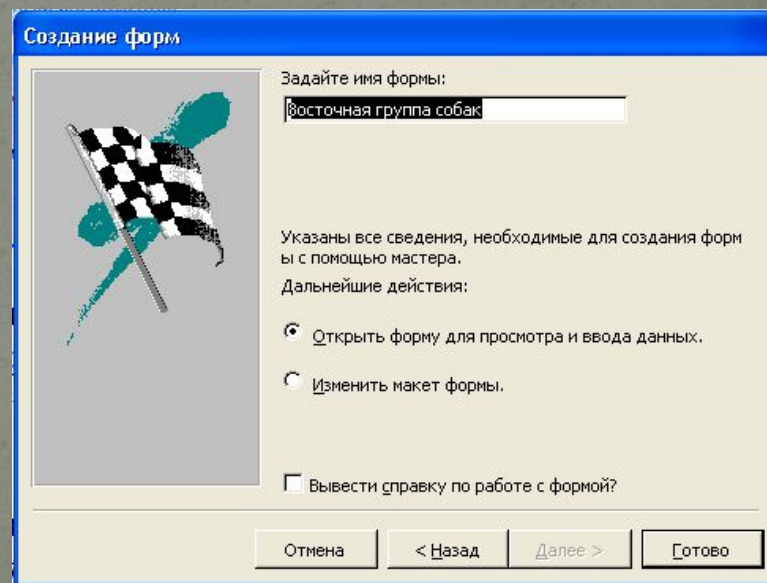 Создание форм
Задайте имя формы:
Восточная группа собак
Указаны все сведения, необходимые для создания форм
ы с помощью мастера.
Дальнейшие действия:
Открыть форму для просмотра и ввода данных.
Изменить макет формы.
Вывести справку по работе с формой?
Отмена
< Назад
Далее >
Готово